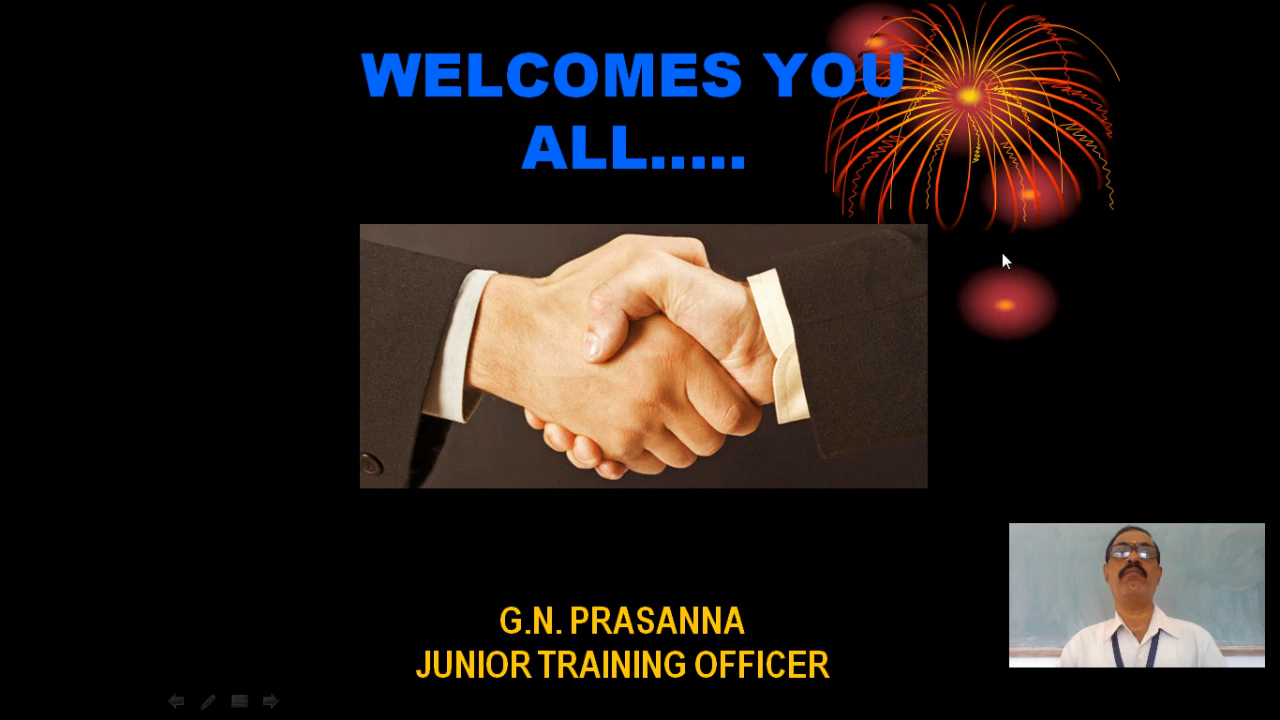 WELCOMES YOU
ALL.....
G.N. PRASANNA
JUNIOR TRAINING OFFICER